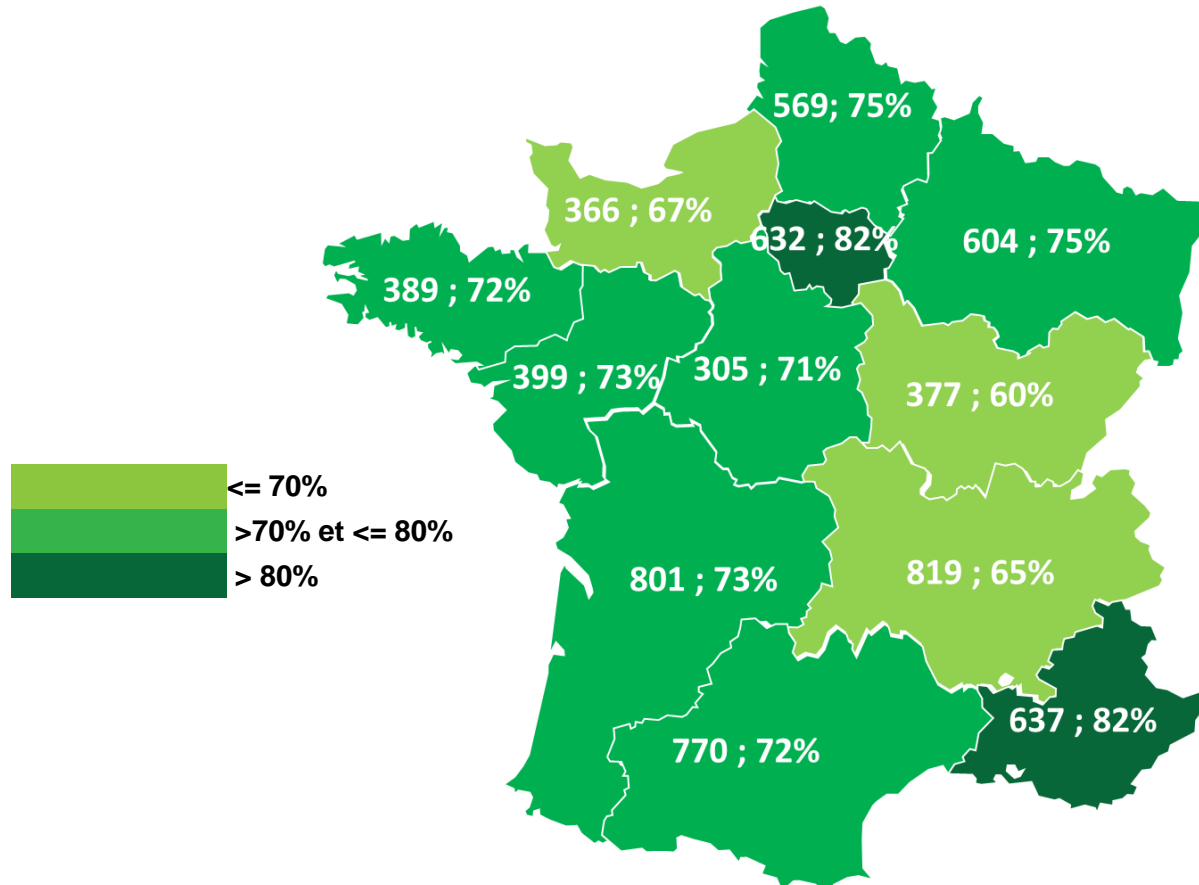 569; 75%
366 ; 67%
632 ; 82%
604 ; 75%
389 ; 72%
399 ; 73%
305 ; 71%
377 ; 60%
<= 70%
>70% et <= 80%
> 80%
801 ; 73%
819 ; 65%
637 ; 82%
770 ; 72%